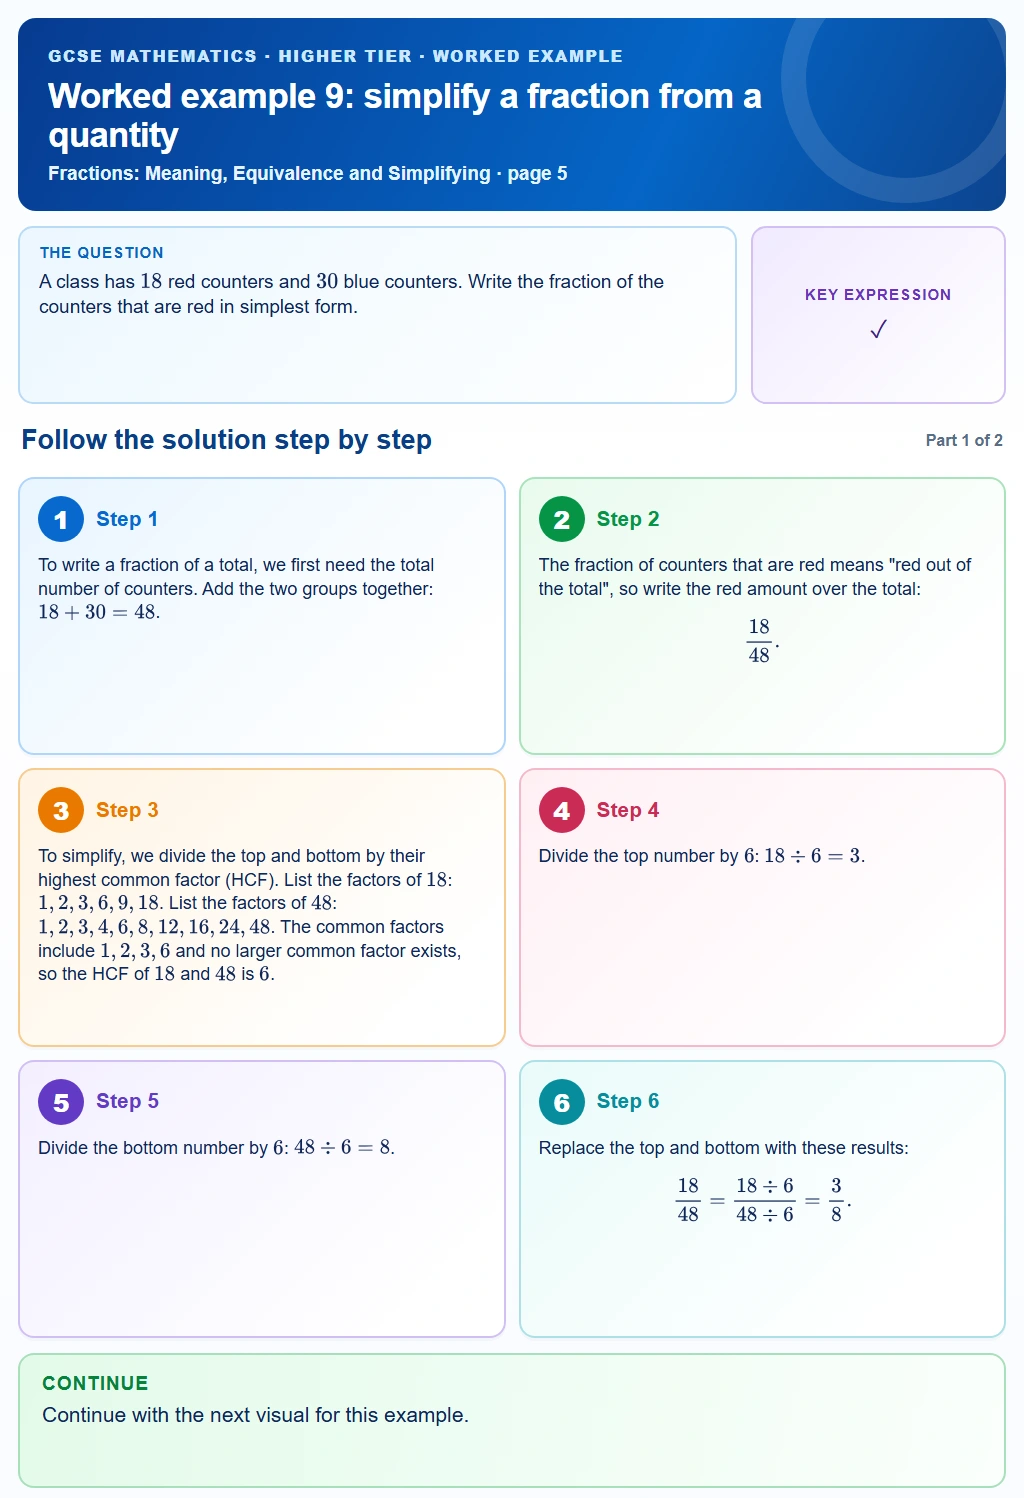 GCSE MATHEMATICS · HIGHER TIER · WORKED EXAMPLE
Worked example 9: simplify a fraction from a
quantity
Fractions: Meaning, Equivalence and Simplifying · page 5
THE QUESTION
A class has 18 red counters and 30 blue counters. Write the fraction of the
counters that are red in simplest form.
KEY EXPRESSION
✓
Follow the solution step by step
Part 1 of 2
1 Step 1
To write a fraction of a total, we first need the total
number of counters. Add the two groups together:
18 + 30 = 48.
2 Step 2
The fraction of counters that are red means "red out of
the total", so write the red amount over the total:
18/48.
3 Step 3
To simplify, we divide the top and bottom by their
highest common factor (HCF). List the factors of 18:
1, 2, 3, 6, 9, 18. List the factors of 48:
1, 2, 3, 4, 6, 8, 12, 16, 24, 48. The common factors
include 1, 2, 3, 6 and no larger common factor exists,
so the HCF of 18 and 48 is 6.
4 Step 4
Divide the top number by 6: 18 ÷ 6 = 3.
5 Step 5
Divide the bottom number by 6: 48 ÷ 6 = 8.
6 Step 6
Replace the top and bottom with these results:
18/48 = (18 ÷ 6)/(48 ÷ 6) = 3/8.
CONTINUE
Continue with the next visual for this example.